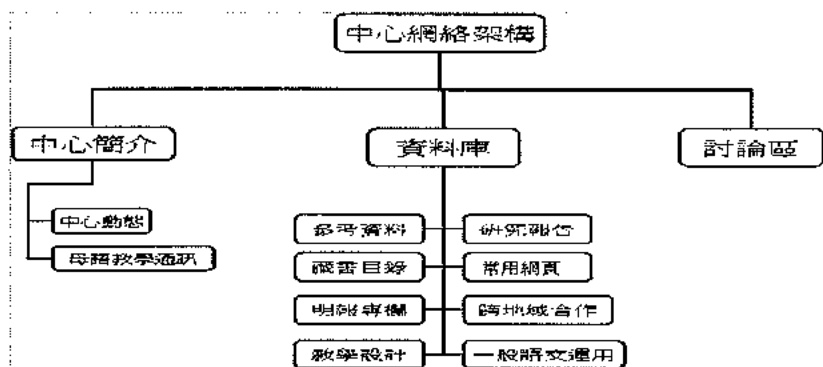 中心網絡架構
中心簡介
資料庫
討論區
中心動態
母語教學通訊
參考資料
研究報告
藏書目錄
常用網頁
明報專欄
跨地域合作
教學設計
一般語文運用